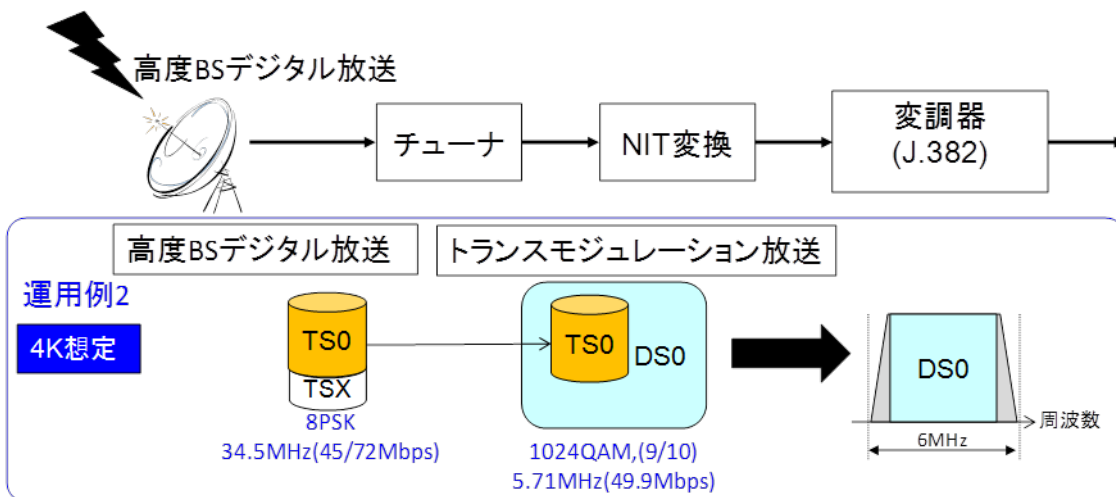 高度BSデジタル放送
チューナ
NIT変換
変調器
(J.382)
高度BSデジタル放送
トランスモジュレーション放送
運用例2
4K想定
TS0
TSX
TS0
DS0
DS0
周波数
6MHz
8PSK
34.5MHz(45/72Mbps)
1024QAM,(9/10)
5.71MHz(49.9Mbps)